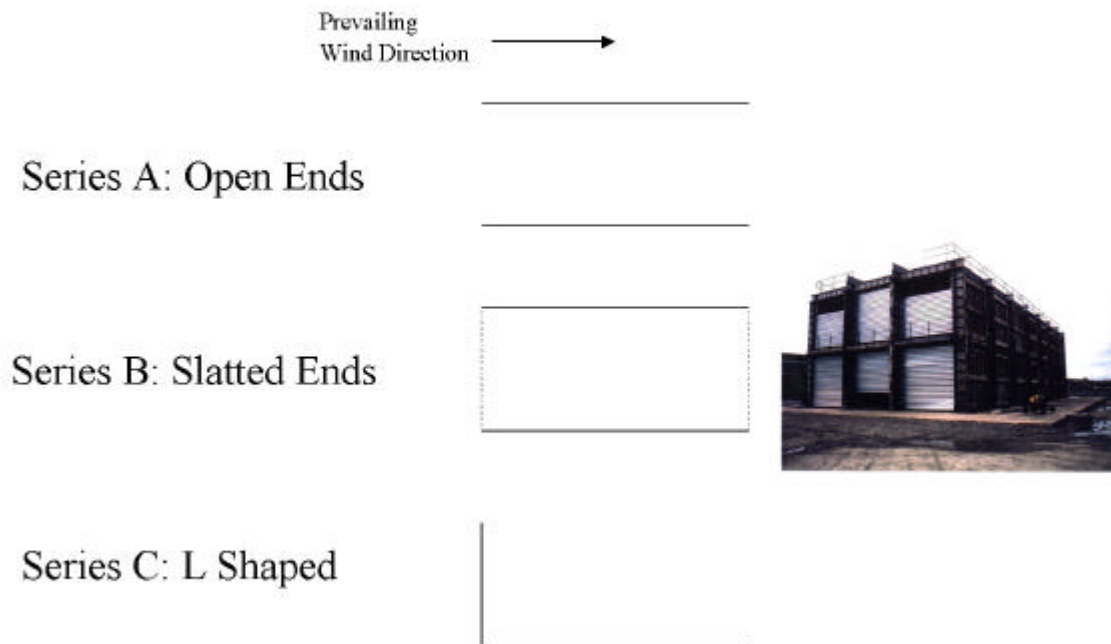 Prevailing
Wind Direction
Series A: Open Ends
Series B: Slatted Ends
Series C: L Shaped